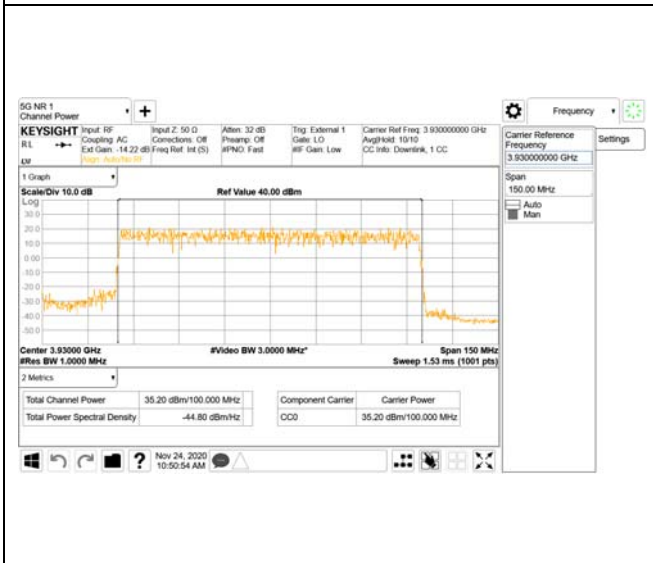 5G NR 1
Channel Power
+
Frequency
KEYSIGHT Input: RF Input Z: 50 Ω Atten: 32 dB Trig: External 1 Carrier Ref Freq: 3.930000000 GHz
RL Coupling: AC Corrections: Off Preamp: Off Gate: LO Avg|Hold: 10/10
Ext Gain: -14.22 dB Freq Ref: Int (S) #PNO: Fast #IF Gain: Low CC Info: Downlink, 1 CC
Align: Auto/No RF
Carrier Reference Frequency
3.930000000 GHz
Settings
Span
150.00 MHz
Auto
Man
1 Graph
Scale/Div 10.0 dB Ref Value 40.00 dBm
Log
30.0
20.0
10.0
0.00
-10.0
-20.0
-30.0
-40.0
-50.0
Center 3.93000 GHz #Video BW 3.0000 MHz* Span 150 MHz
#Res BW 1.0000 MHz Sweep 1.53 ms (1001 pts)
2 Metrics
Total Channel Power 35.20 dBm/100.000 MHz Component Carrier Carrier Power
Total Power Spectral Density -44.80 dBm/Hz CC0 35.20 dBm/100.000 MHz
? Nov 24, 2020
10:50:54 AM